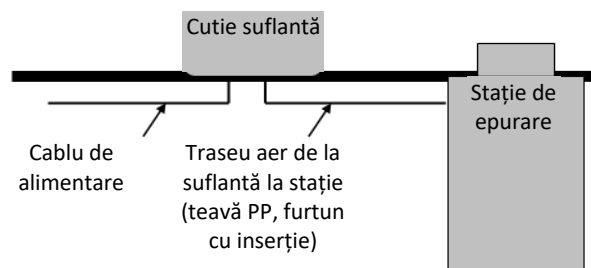 Cutie suflantă
Stație de
epurare
Cablu de
alimentare
Traseu aer de la
suflantă la stație
(teavă PP, furtun
cu inserție)